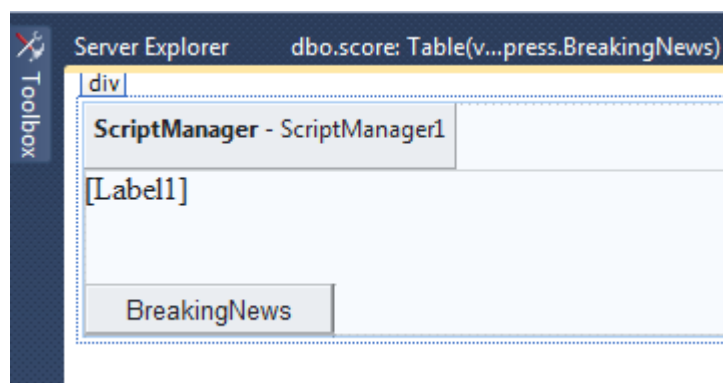 Toolbox
Server Explorer dbo.score: Table(v...press.BreakingNews)
div
ScriptManager - ScriptManager1
[Label1]
BreakingNews